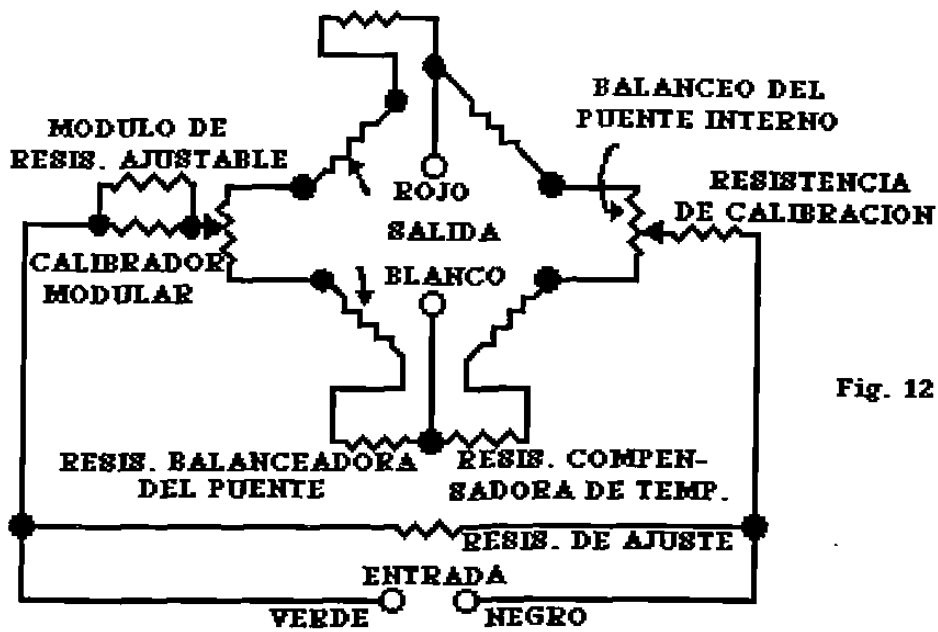 BALANCEO DEL
PUENTE INTERNO
MODULO DE
RESIS. AJUSTABLE
ROJO
RESISTENCIA
DE CALIBRACION
SALIDA
CALIBRADOR
MODULAR
BLANCO
Fig. 12
RESIS. BALANCEADORA
DEL PUENTE
RESIS. COMPEN-
SADORA DE TEMP.
RESIS. DE AJUSTE
ENTRADA
VERDE
NEGRO